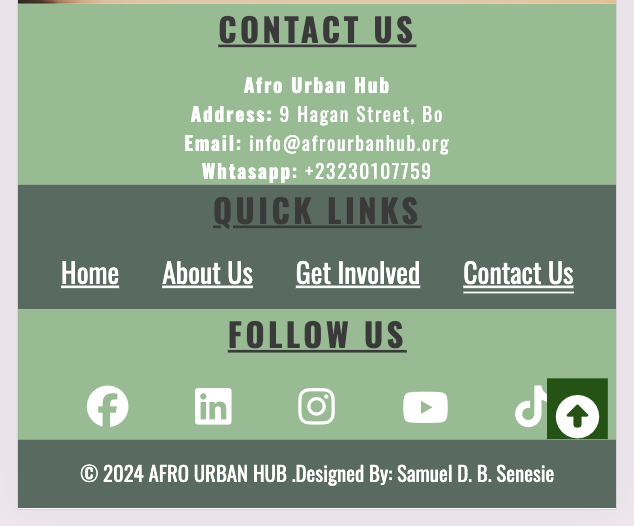 CONTACT US
Afro Urban Hub
Address: 9 Hagan Street, Bo
Email: info@afrourbanhub.org
Whtasapp: +23230107759
QUICK LINKS
Home About Us Get Involved Contact Us
FOLLOW US
© 2024 AFRO URBAN HUB .Designed By: Samuel D. B. Senesie